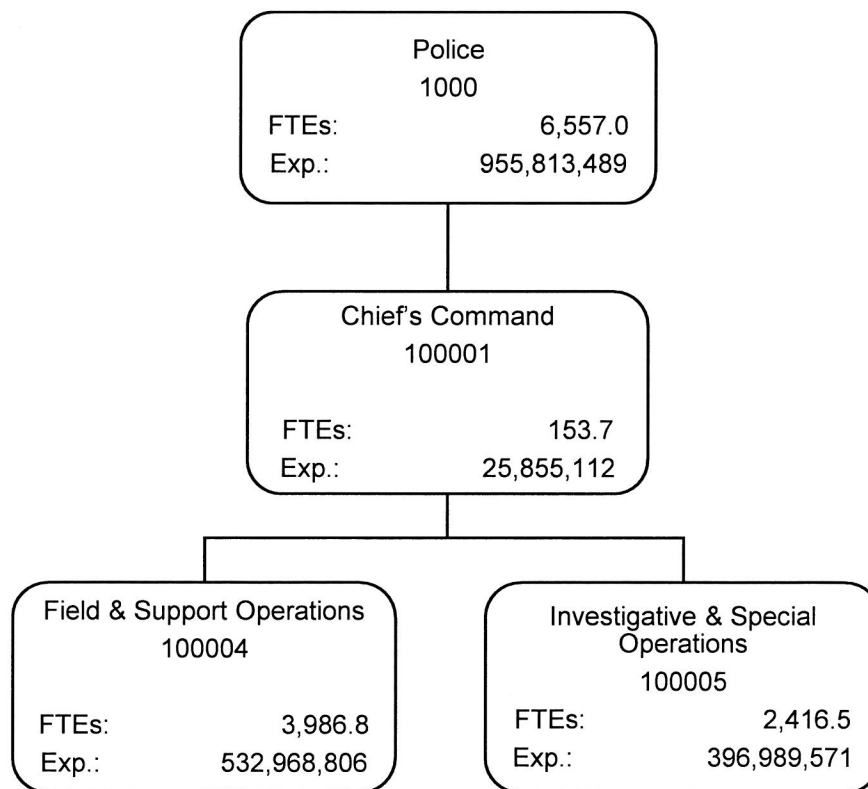 Police
1000
FTEs: 6,557.0
Exp.: 955,813,489
Chief's Command
100001
FTEs: 153.7
Exp.: 25,855,112
Field & Support Operations
100004
FTEs: 3,986.8
Exp.: 532,968,806
Investigative & Special
Operations
100005
FTEs: 2,416.5
Exp.: 396,989,571